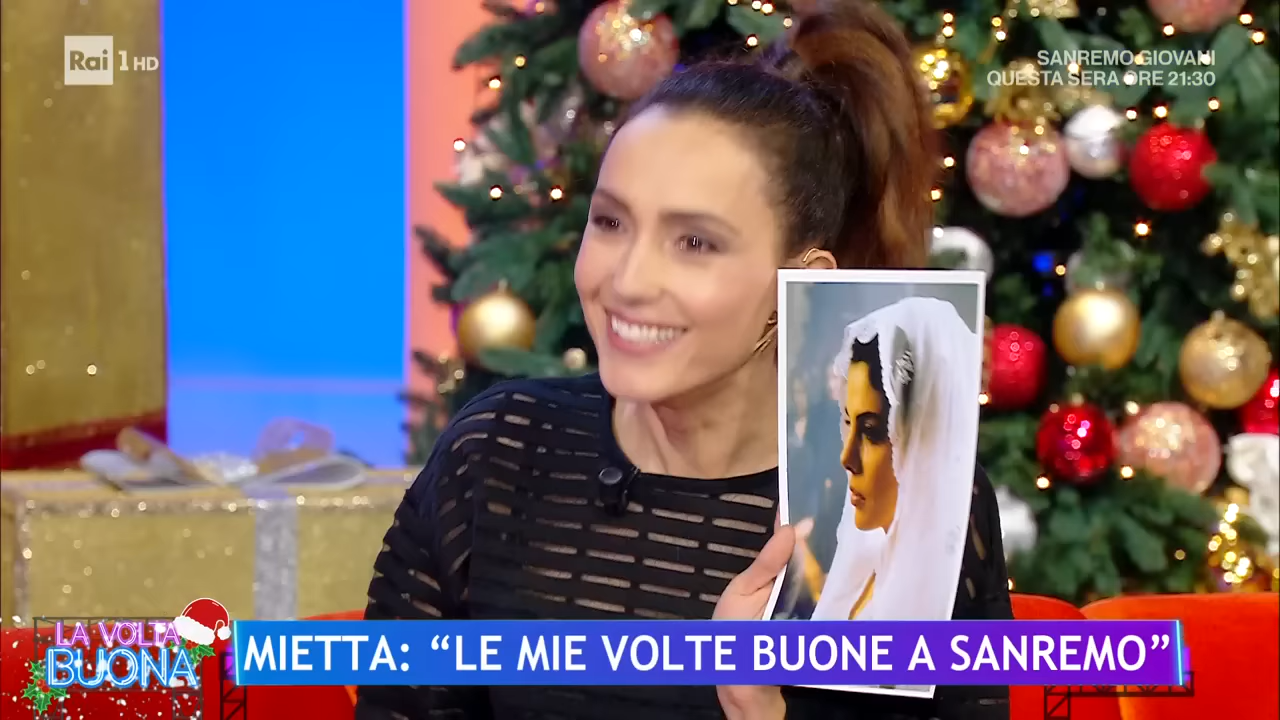 Rai 1 HD
SANREMO GIOVANI
QUESTA SERA ORE 21:30
LA VOLTA
BUONA
MIETTA: “LE MIE VOLTE BUONE A SANREMO”